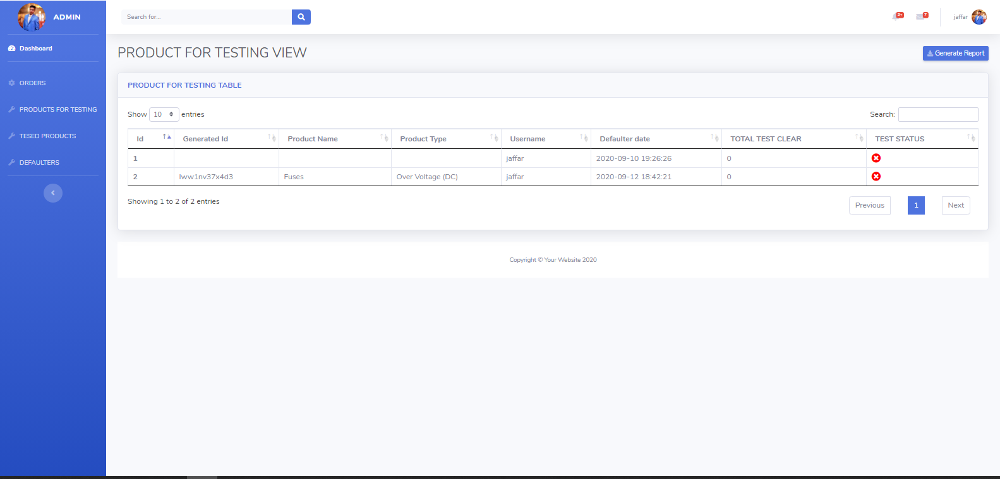 ADMIN
Search for...
3+
7
jaffar
Dashboard
ORDERS
PRODUCTS FOR TESTING
TESED PRODUCTS
DEFAULTERS
PRODUCT FOR TESTING VIEW
Generate Report
PRODUCT FOR TESTING TABLE
Show 10 entries
Search:
Id Generated Id Product Name Product Type Username Defaulter date TOTAL TEST CLEAR TEST STATUS
1 jaffar 2020-09-10 19:26:26 0
2 lww1nv37x4d3 Fuses Over Voltage (DC) jaffar 2020-09-12 18:42:21 0
Showing 1 to 2 of 2 entries
Previous 1 Next
Copyright © Your Website 2020